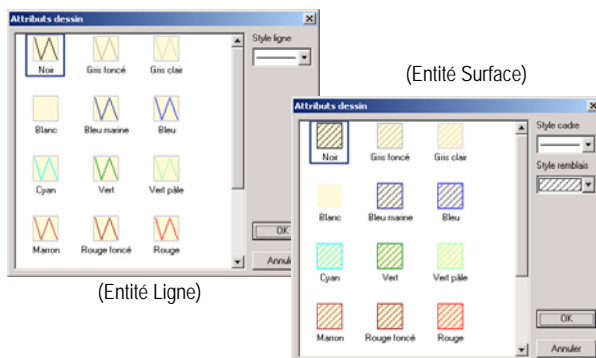 Attributs dessin
Style ligne
Noir Gris foncé Gris clair
Blanc Bleu marine Bleu
Cyan Vert Vert pâle
Marron Rouge foncé Rouge
OK
(Entité Ligne)
(Entité Surface)
Attributs dessin
Style cadre
Style remblais
Noir Gris foncé Gris clair
Blanc Bleu marine Bleu
Cyan Vert Vert pâle
Marron Rouge foncé Rouge
OK
Annuler